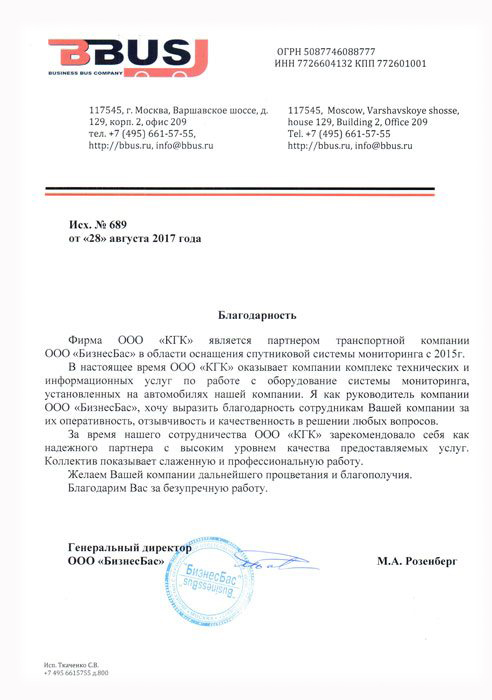 BBUS
BUSINESS BUS COMPANY
ОГРН 5087746088777
ИНН 7726604132 КПП 772601001
117545, г. Москва, Варшавское шоссе, д.
129, корп. 2, офис 209
тел. +7 (495) 661-57-55,
http://bbus.ru, info@bbus.ru
117545, Moscow, Varshavskoye shosse,
house 129, Building 2, Office 209
Tel. +7 (495) 661-57-55
http://bbus.ru, info@bbus.ru
Исх. № 689
от «28» августа 2017 года
Благодарность
Фирма ООО «КГК» является партнером транспортной компании
ООО «БизнесБас» в области оснащения спутниковой системы мониторинга с 2015г.
В настоящее время ООО «КГК» оказывает компании комплекс технических и
информационных услуг по работе с оборудование системы мониторинга,
установленных на автомобилях нашей компании. Я как руководитель компании
ООО «БизнесБас», хочу выразить благодарность сотрудникам Вашей компании за
их оперативность, отзывчивость и качественность в решении любых вопросов.
За время нашего сотрудничества ООО «КГК» зарекомендовало себя как
надежного партнера с высоким уровнем качества предоставляемых услуг.
Коллектив показывает слаженную и профессиональную работу.
Желаем Вашей компании дальнейшего процветания и благополучия.
Благодарим Вас за безупречную работу.
Генеральный директор
ООО «БизнесБас»
М.А. Розенберг
"БизнесБас"
"Businessbus"
Исп. Ткаченко С.В.
+7 495 6615755 д.800